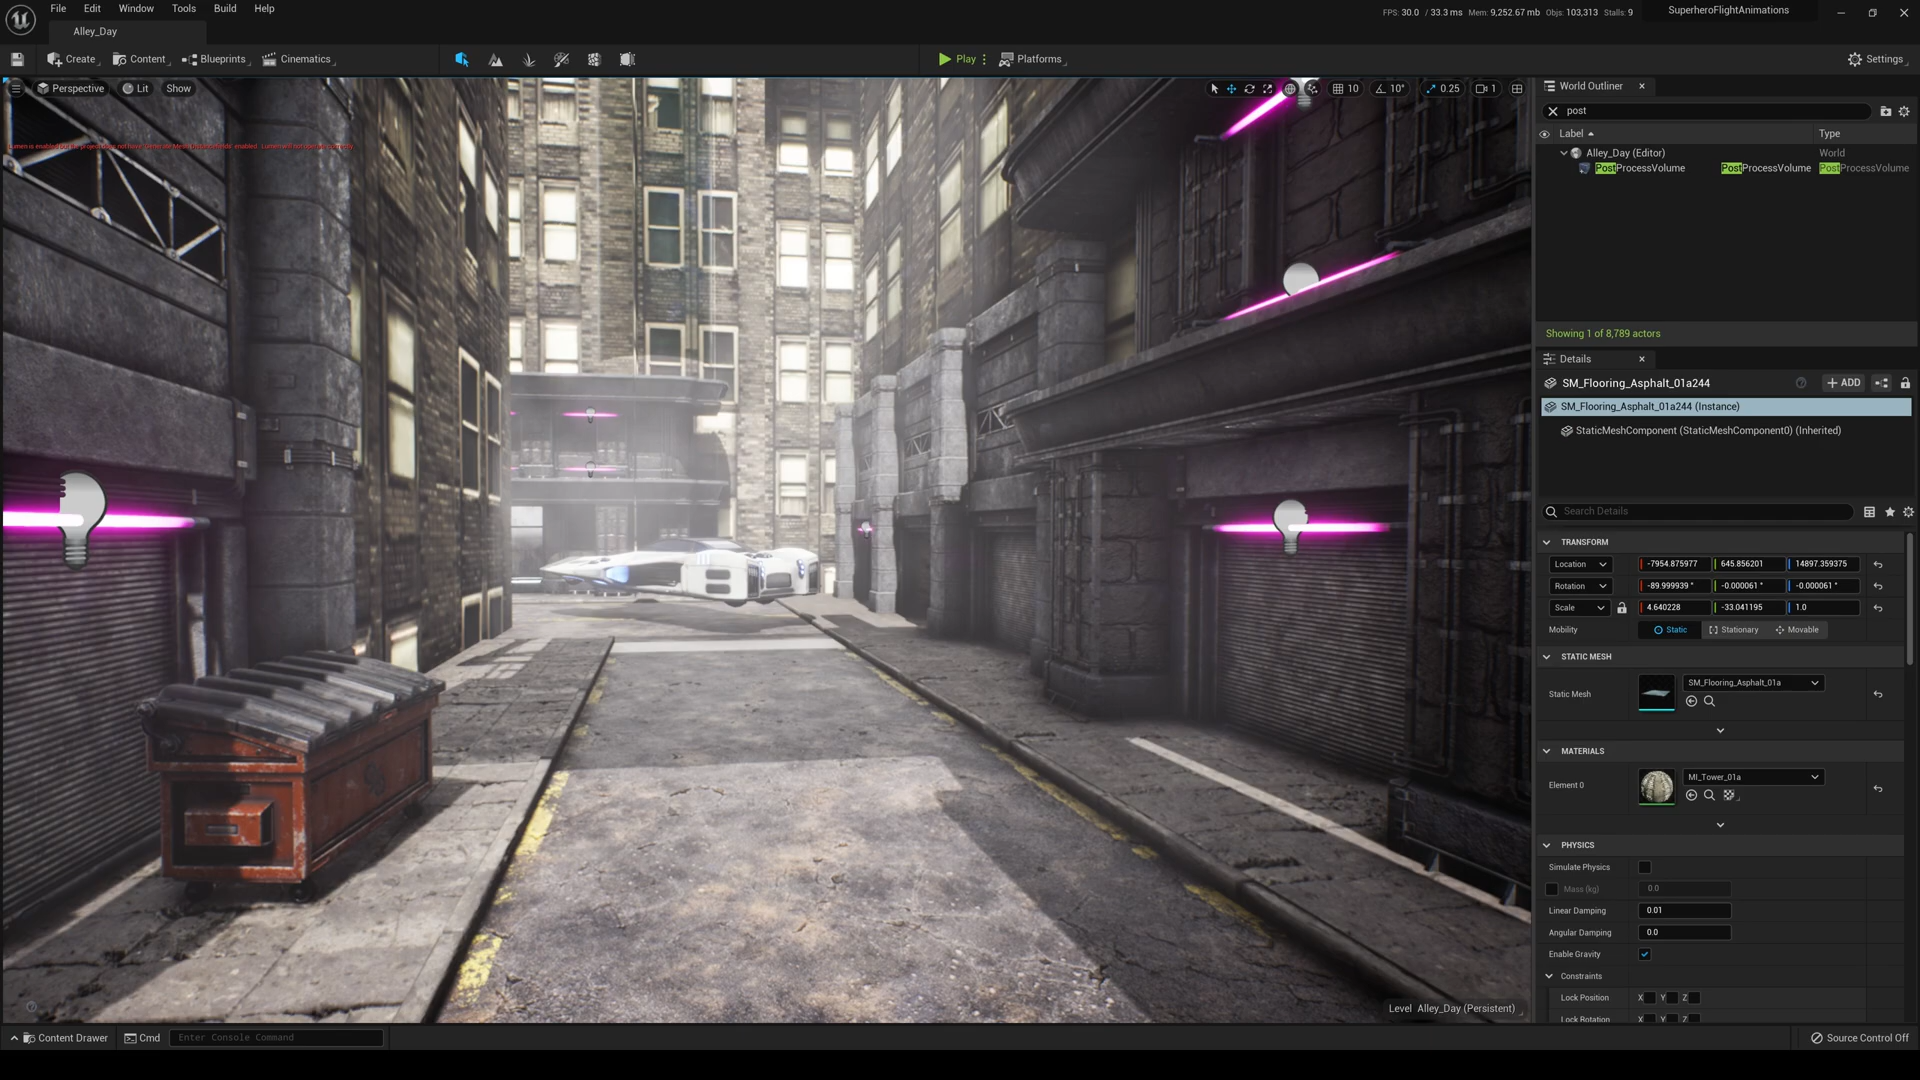 File Edit Window Tools Build Help
FPS: 30.0 / 33.3 ms Mem: 9,252.67 mb Objs: 103,313 Stalls: 9
SuperheroFlightAnimations
Alley_Day
Create Content Blueprints Cinematics Play Platforms Settings
Perspective Lit Show
10 10° 0.25 1
World Outliner
post
Label Type
Alley_Day (Editor) World
PostProcessVolume PostProcessVolume PostProcessVolume
Showing 1 of 8,789 actors
Details
SM_Flooring_Asphalt_01a244
ADD
SM_Flooring_Asphalt_01a244 (Instance)
StaticMeshComponent (StaticMeshComponent0) (Inherited)
Search Details
TRANSFORM
Location -7954.875977 645.856201 14897.359375
Rotation -89.999939 ° -0.000061 ° -0.000061 °
Scale 4.640228 -33.041195 1.0
Mobility Static Stationary Movable
STATIC MESH
Static Mesh SM_Flooring_Asphalt_01a
MATERIALS
Element 0 MI_Tower_01a
PHYSICS
Simulate Physics
Mass (kg) 0.0
Linear Damping 0.01
Angular Damping 0.0
Enable Gravity
Constraints
Lock Position X Y Z
Lock Rotation X Y Z
Level Alley_Day (Persistent)
Content Drawer Cmd Enter Console Command Source Control Off